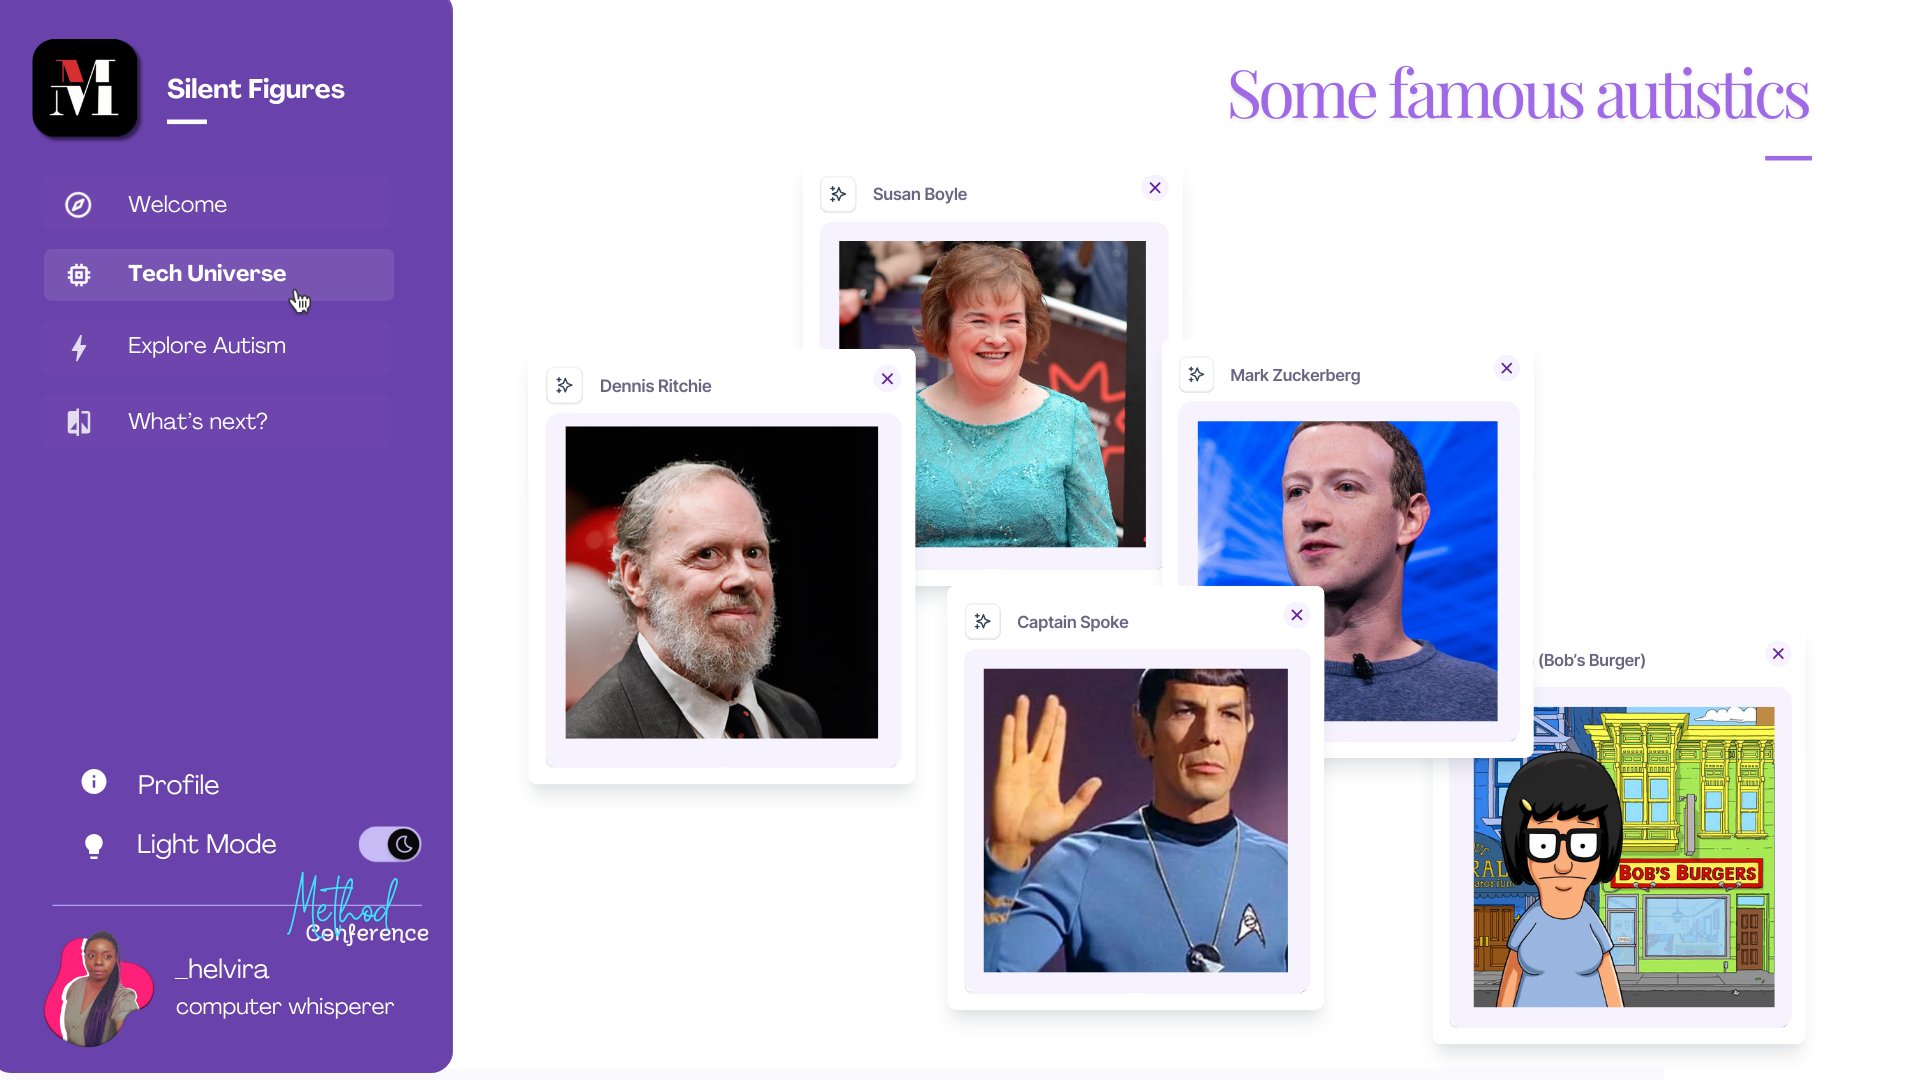 M
Silent Figures
Welcome
Tech Universe
Explore Autism
What's next?
Profile
Light Mode
Method
Conference
_helvira
computer whisperer
Some famous autistics
Susan Boyle
Dennis Ritchie
Mark Zuckerberg
Captain Spoke
(Bob's Burger)
BOB'S BURGERS
OPEN